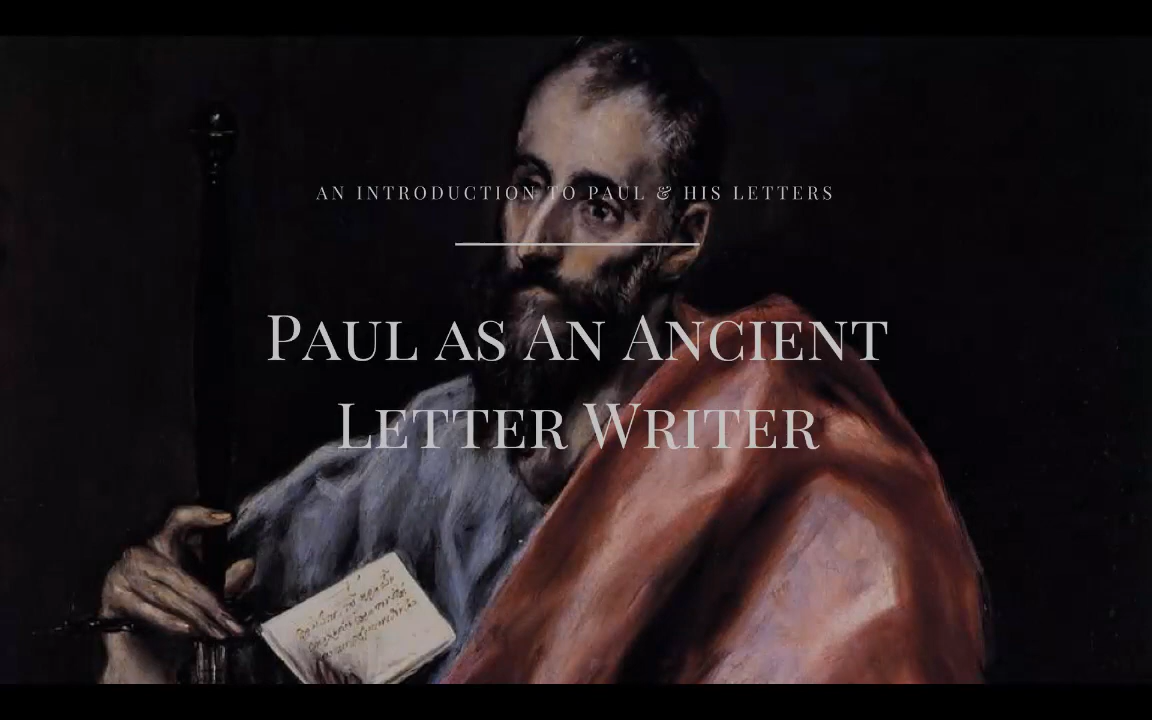 AN INTRODUCTION TO PAUL & HIS LETTERS
PAUL AS AN ANCIENT
LETTER WRITER